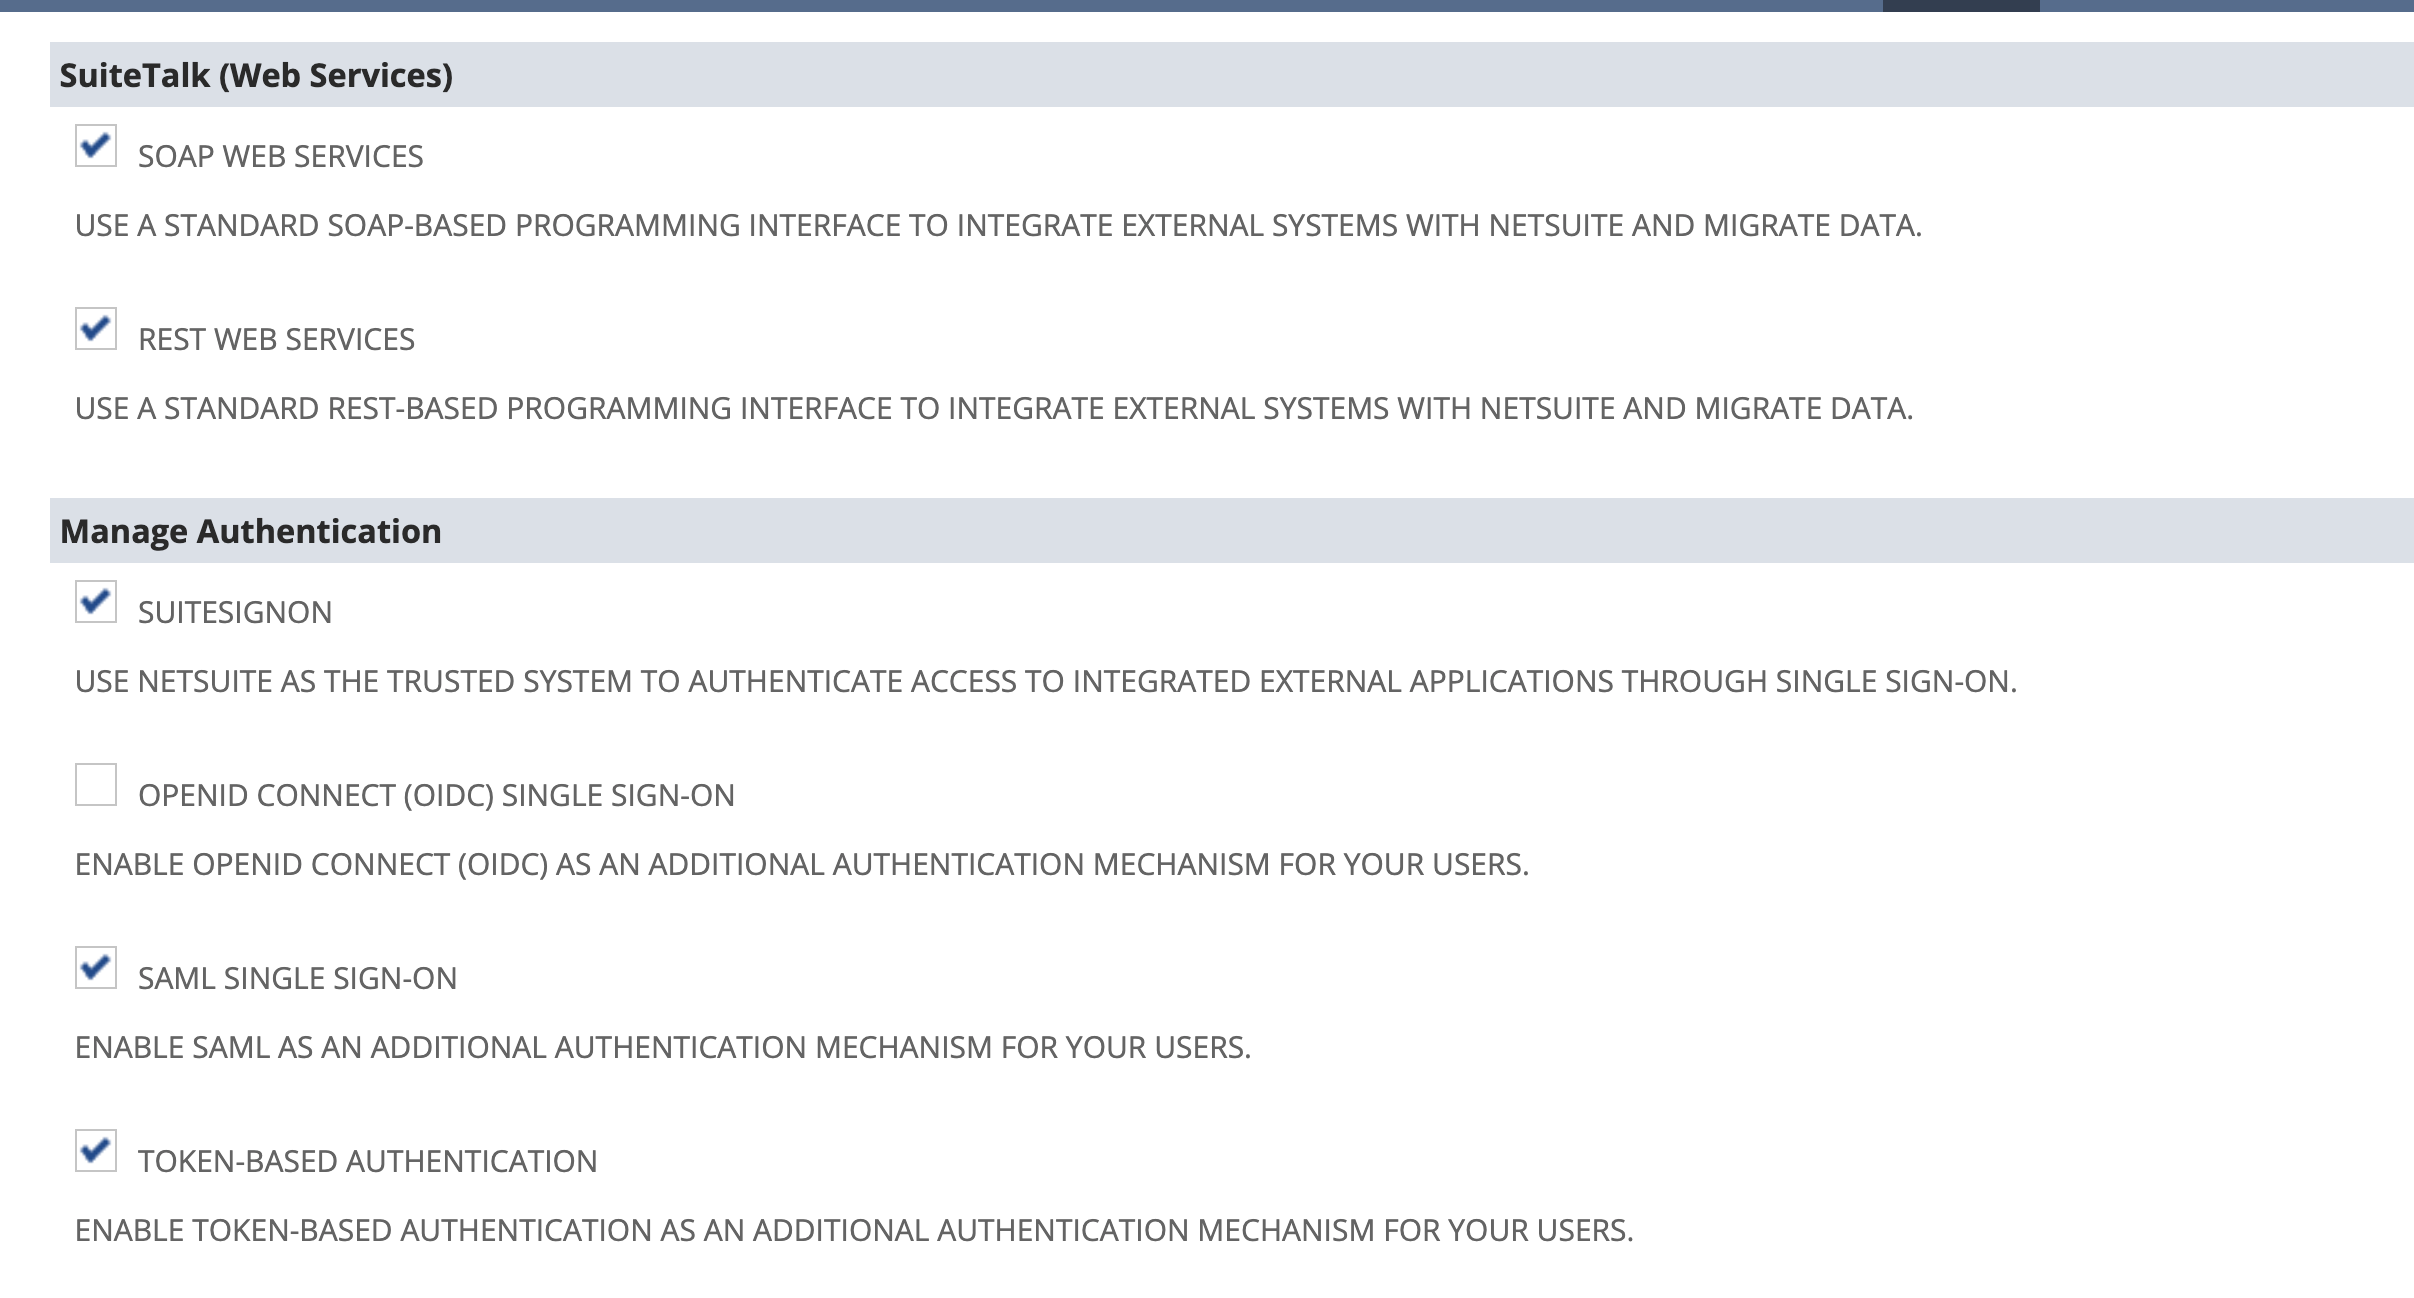 SuiteTalk (Web Services)
SOAP WEB SERVICES
USE A STANDARD SOAP-BASED PROGRAMMING INTERFACE TO INTEGRATE EXTERNAL SYSTEMS WITH NETSUITE AND MIGRATE DATA.
REST WEB SERVICES
USE A STANDARD REST-BASED PROGRAMMING INTERFACE TO INTEGRATE EXTERNAL SYSTEMS WITH NETSUITE AND MIGRATE DATA.
Manage Authentication
SUITESIGNON
USE NETSUITE AS THE TRUSTED SYSTEM TO AUTHENTICATE ACCESS TO INTEGRATED EXTERNAL APPLICATIONS THROUGH SINGLE SIGN-ON.
OPENID CONNECT (OIDC) SINGLE SIGN-ON
ENABLE OPENID CONNECT (OIDC) AS AN ADDITIONAL AUTHENTICATION MECHANISM FOR YOUR USERS.
SAML SINGLE SIGN-ON
ENABLE SAML AS AN ADDITIONAL AUTHENTICATION MECHANISM FOR YOUR USERS.
TOKEN-BASED AUTHENTICATION
ENABLE TOKEN-BASED AUTHENTICATION AS AN ADDITIONAL AUTHENTICATION MECHANISM FOR YOUR USERS.